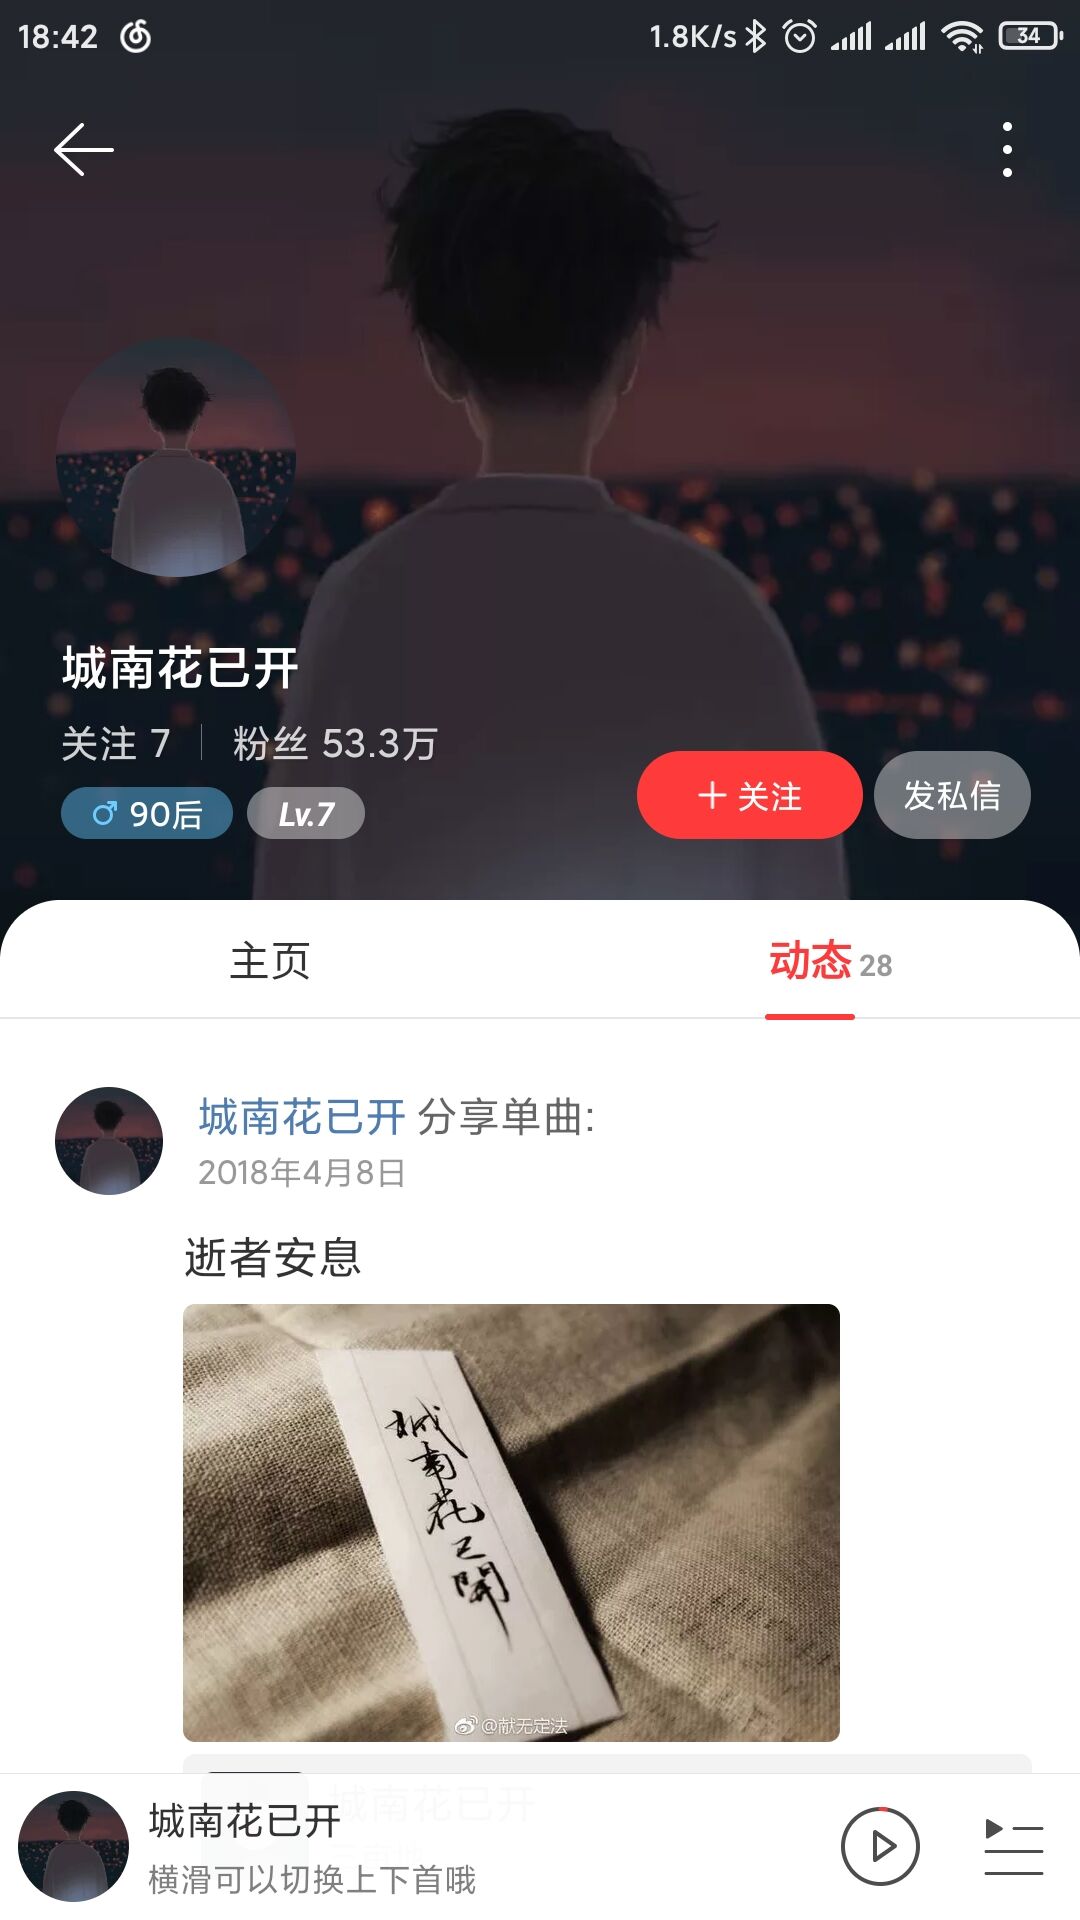 18:42
1.8K/s
34
城南花已开
关注 7
粉丝 53.3万
♂ 90后
Lv.7
＋关注
发私信
主页
动态 28
城南花已开 分享单曲:
2018年4月8日
逝者安息
城南花已開
@献无定法
城南花已开
城南花已开
横滑可以切换上下首哦